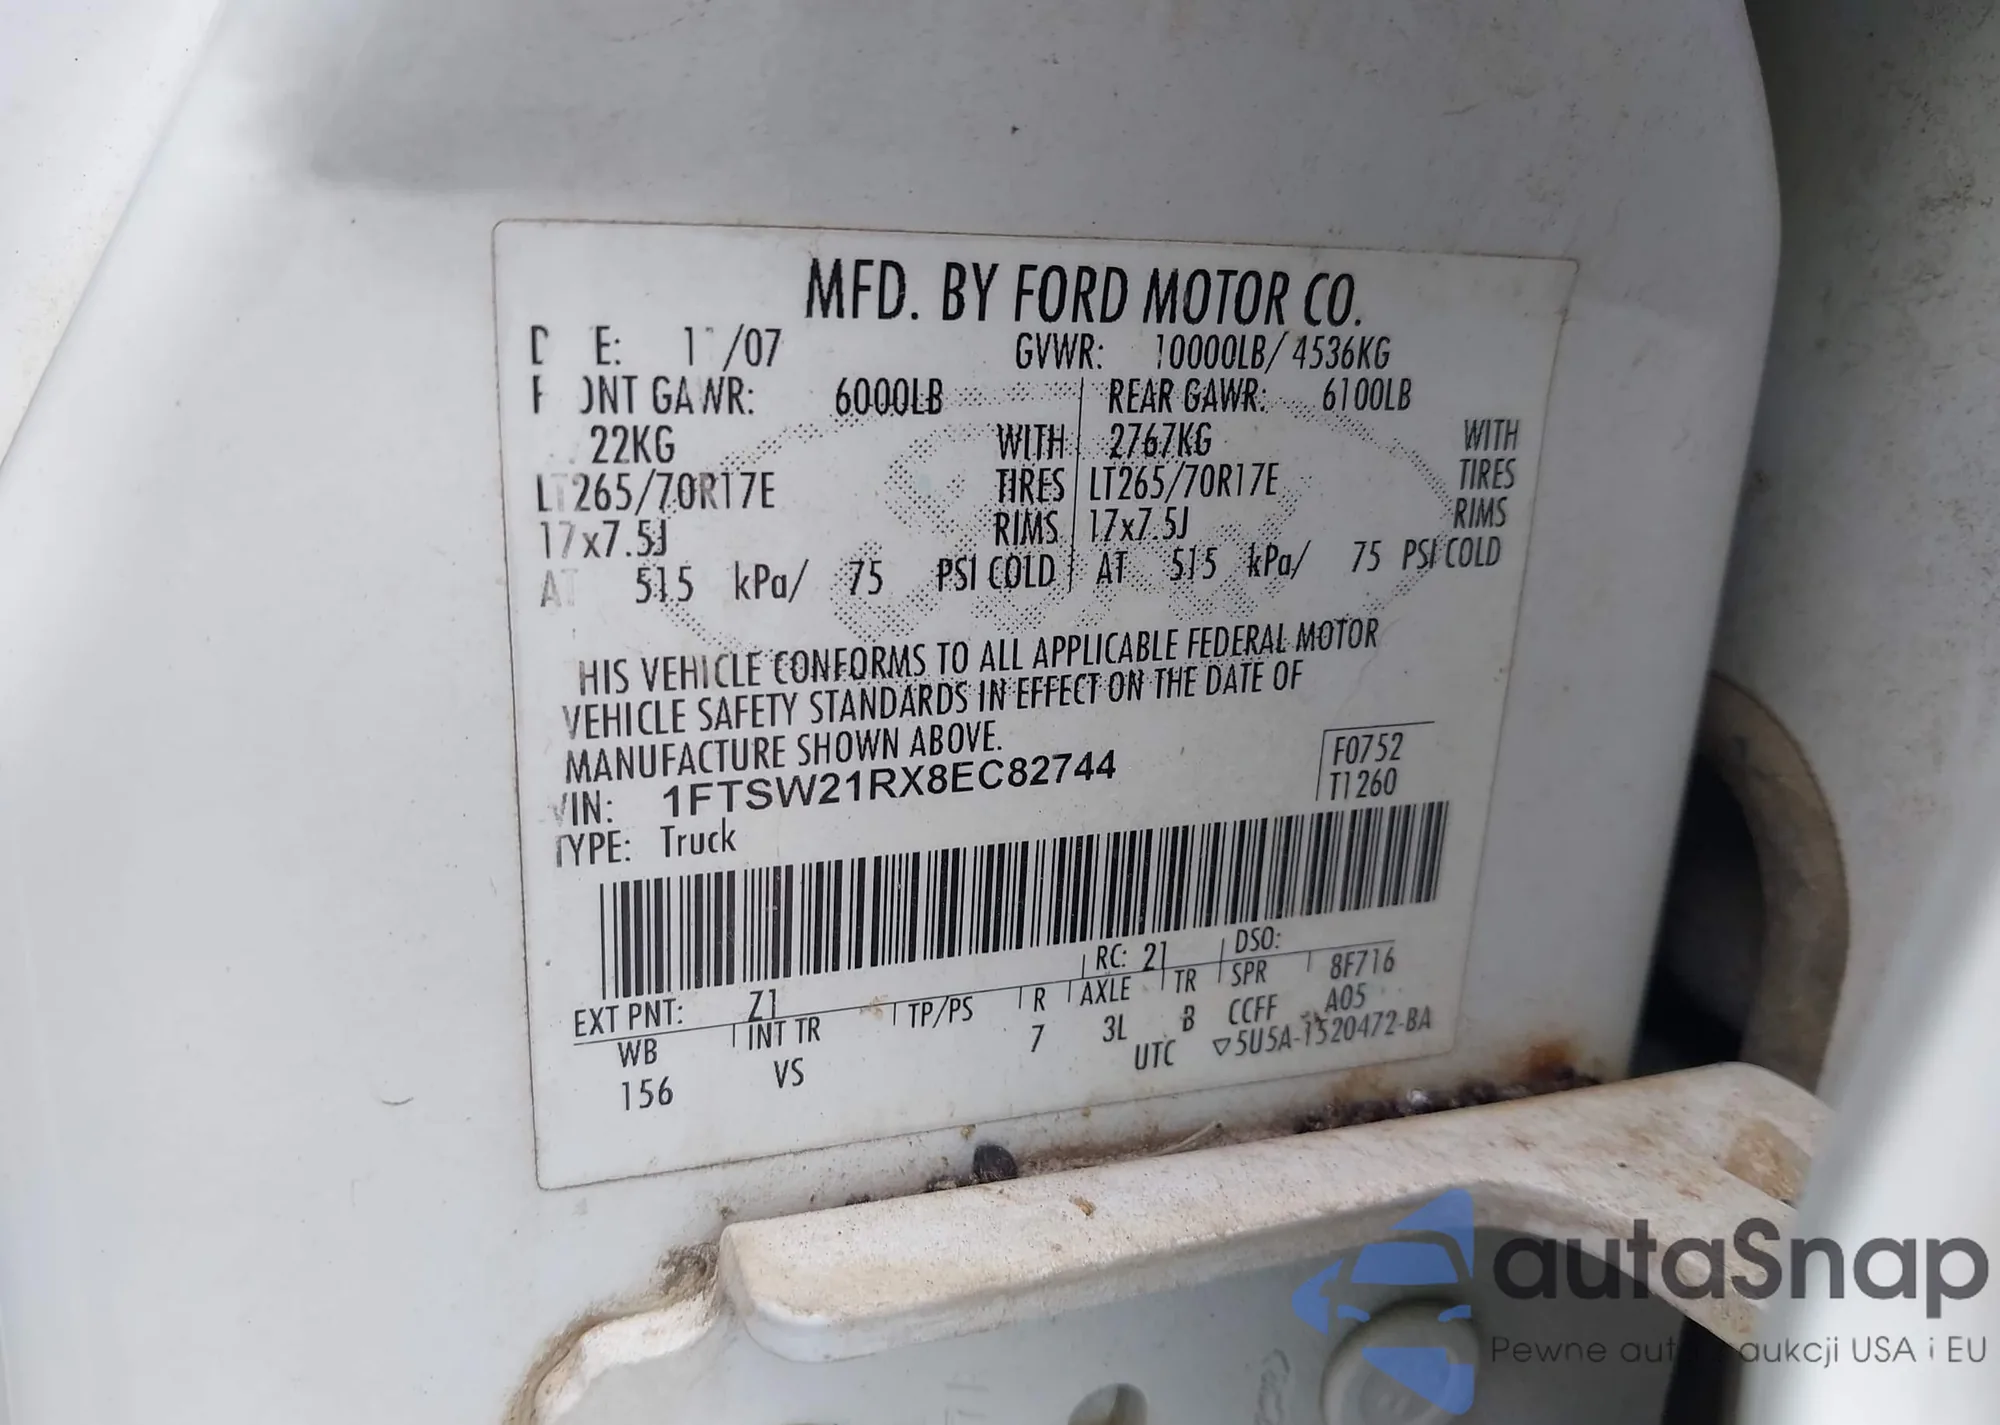 MFD. BY FORD MOTOR CO.
E: /07 GVWR: 10000LB/ 4536KG
GAWR: 6000LB REAR GAWR: 6100LB
22KG WITH 2767KG WITH
LT265/70R17E TIRES LT265/70R17E TIRES
17x7.5J RIMS 17x7.5J RIMS
AT 515 kPa/ 75 PSI COLD AT 515 kPa/ 75 PSI COLD
HIS VEHICLE CONFORMS TO ALL APPLICABLE FEDERAL MOTOR
VEHICLE SAFETY STANDARDS IN EFFECT ON THE DATE OF
MANUFACTURE SHOWN ABOVE.
VIN: 1FTSW21RX8EC82744
F0752
T1260
TYPE: Truck
EXT PNT: Z1 RC: 21 DSO:
WB INT TR TP/PS R AXLE TR SPR 8F716
156 VS 7 3L B CCFF A05
UTC ▽5U5A-1520472-BA
autaSnap
Pewne aut aukcji USA i EU